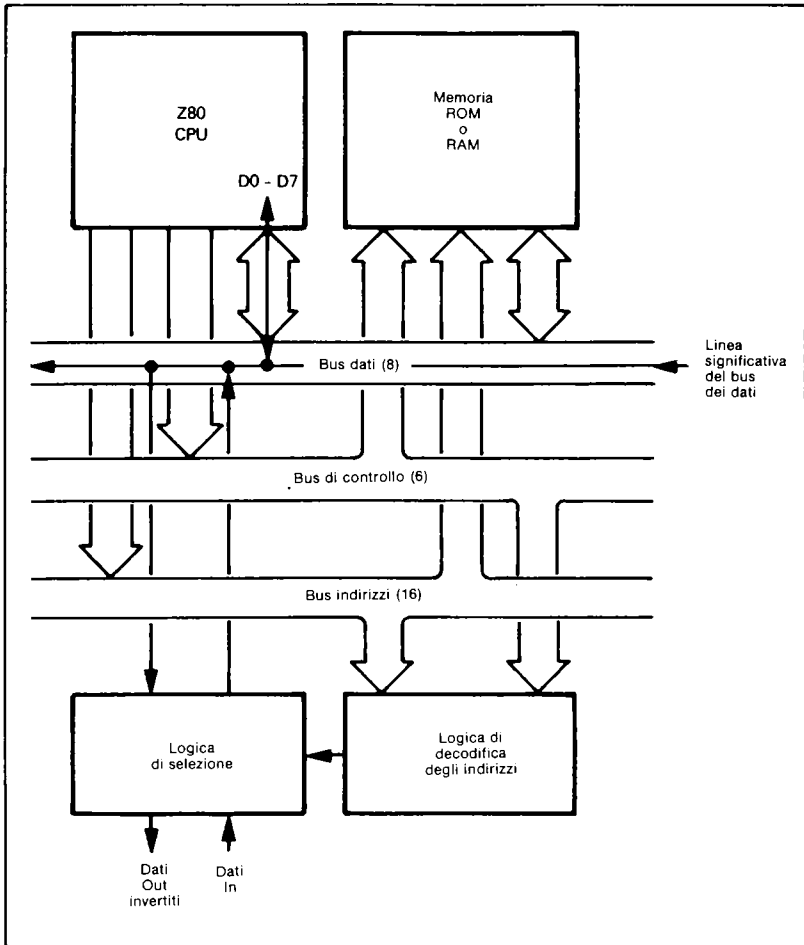 Z80
CPU
D0 - D7
Memoria
ROM
o
RAM
Bus dati (8)
Linea
significativa
del bus
dei dati
Bus di controllo (6)
Bus indirizzi (16)
Logica
di selezione
Logica di
decodifica
degli indirizzi
Dati
Out
invertiti
Dati
In